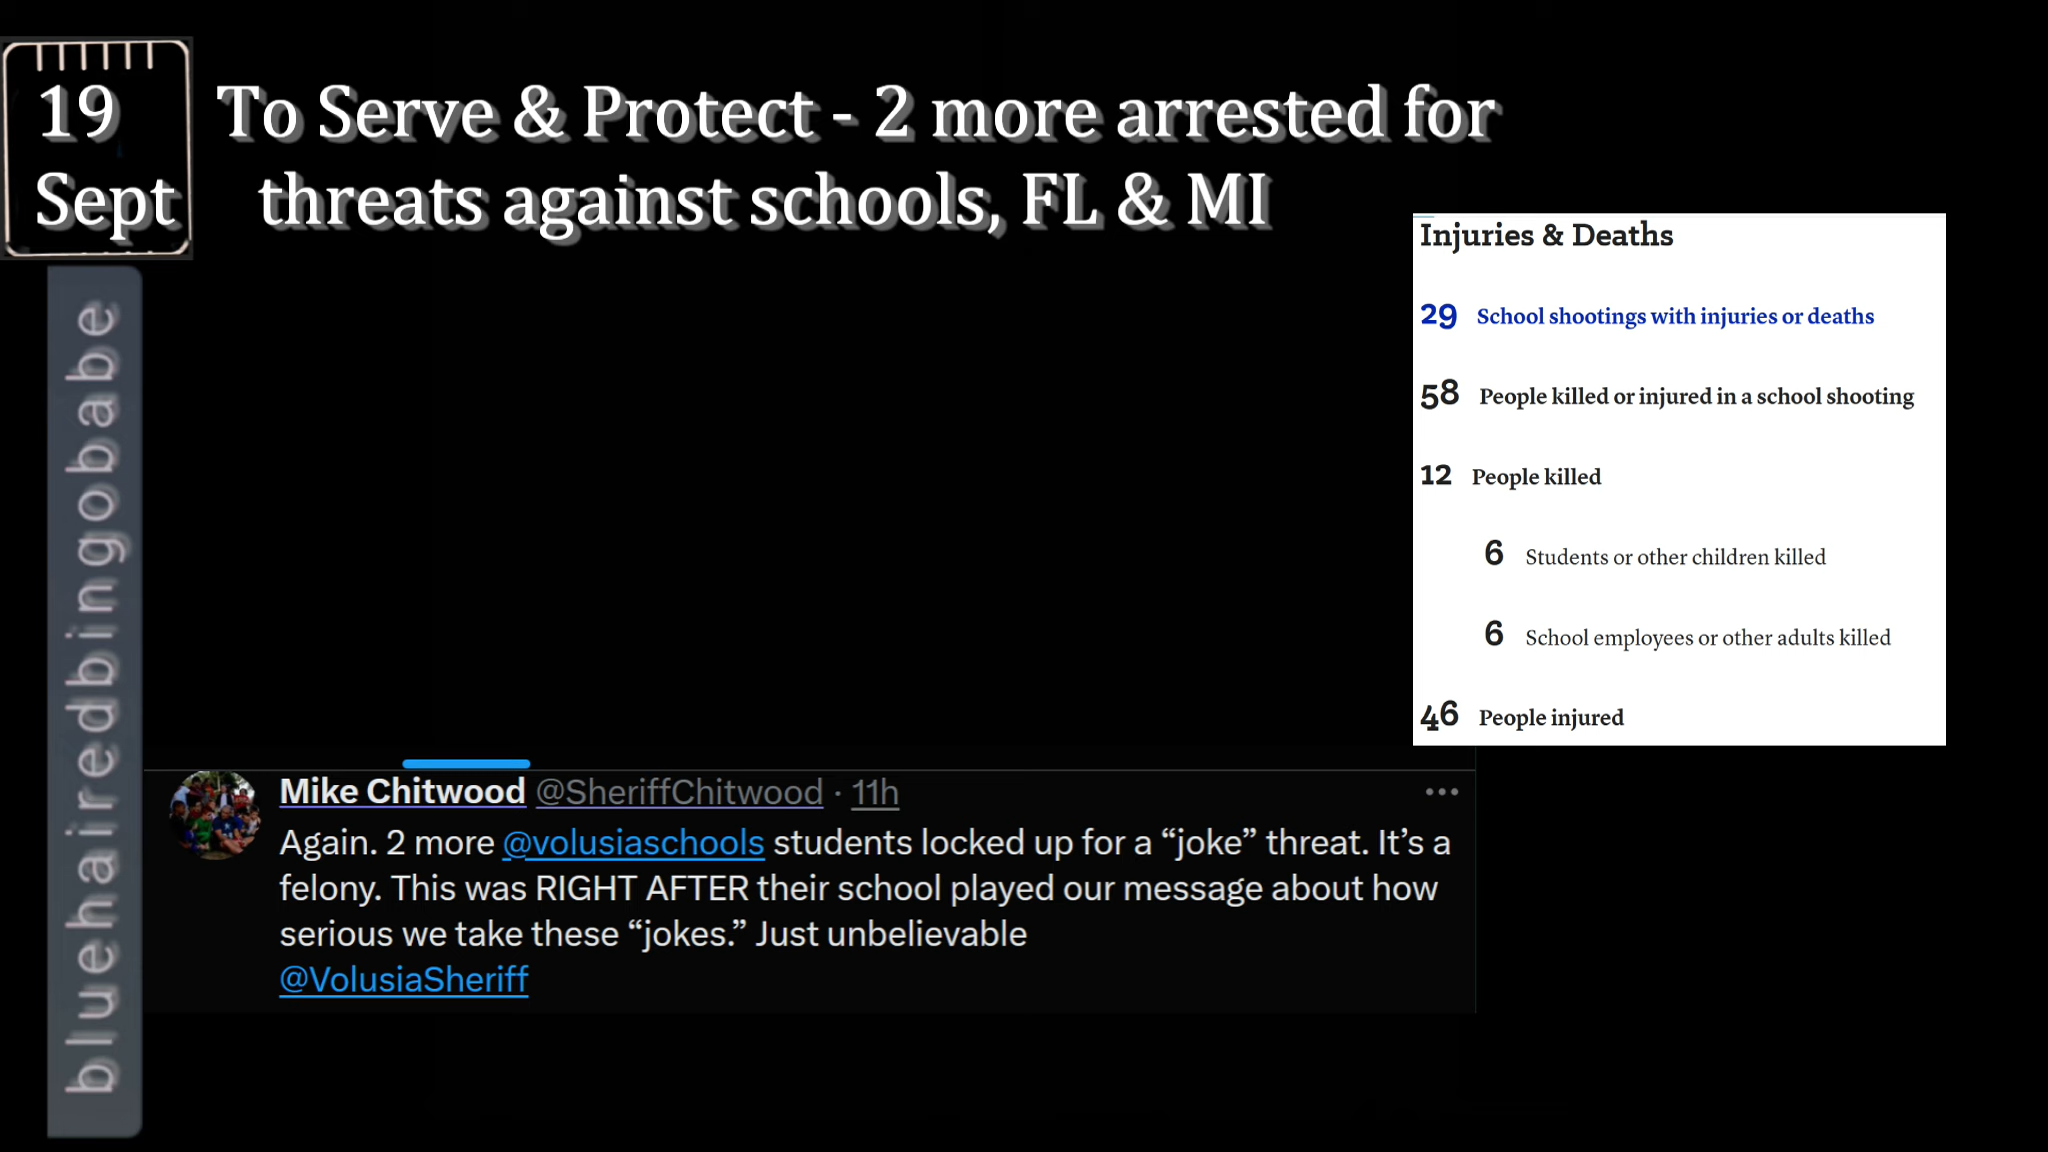 19
Sept
To Serve & Protect - 2 more arrested for
threats against schools, FL & MI
bluehairedbingobabe
Injuries & Deaths
29 School shootings with injuries or deaths
58 People killed or injured in a school shooting
12 People killed
6 Students or other children killed
6 School employees or other adults killed
46 People injured
Mike Chitwood @SheriffChitwood · 11h
Again. 2 more @volusiaschools students locked up for a “joke” threat. It’s a
felony. This was RIGHT AFTER their school played our message about how
serious we take these “jokes.” Just unbelievable
@VolusiaSheriff